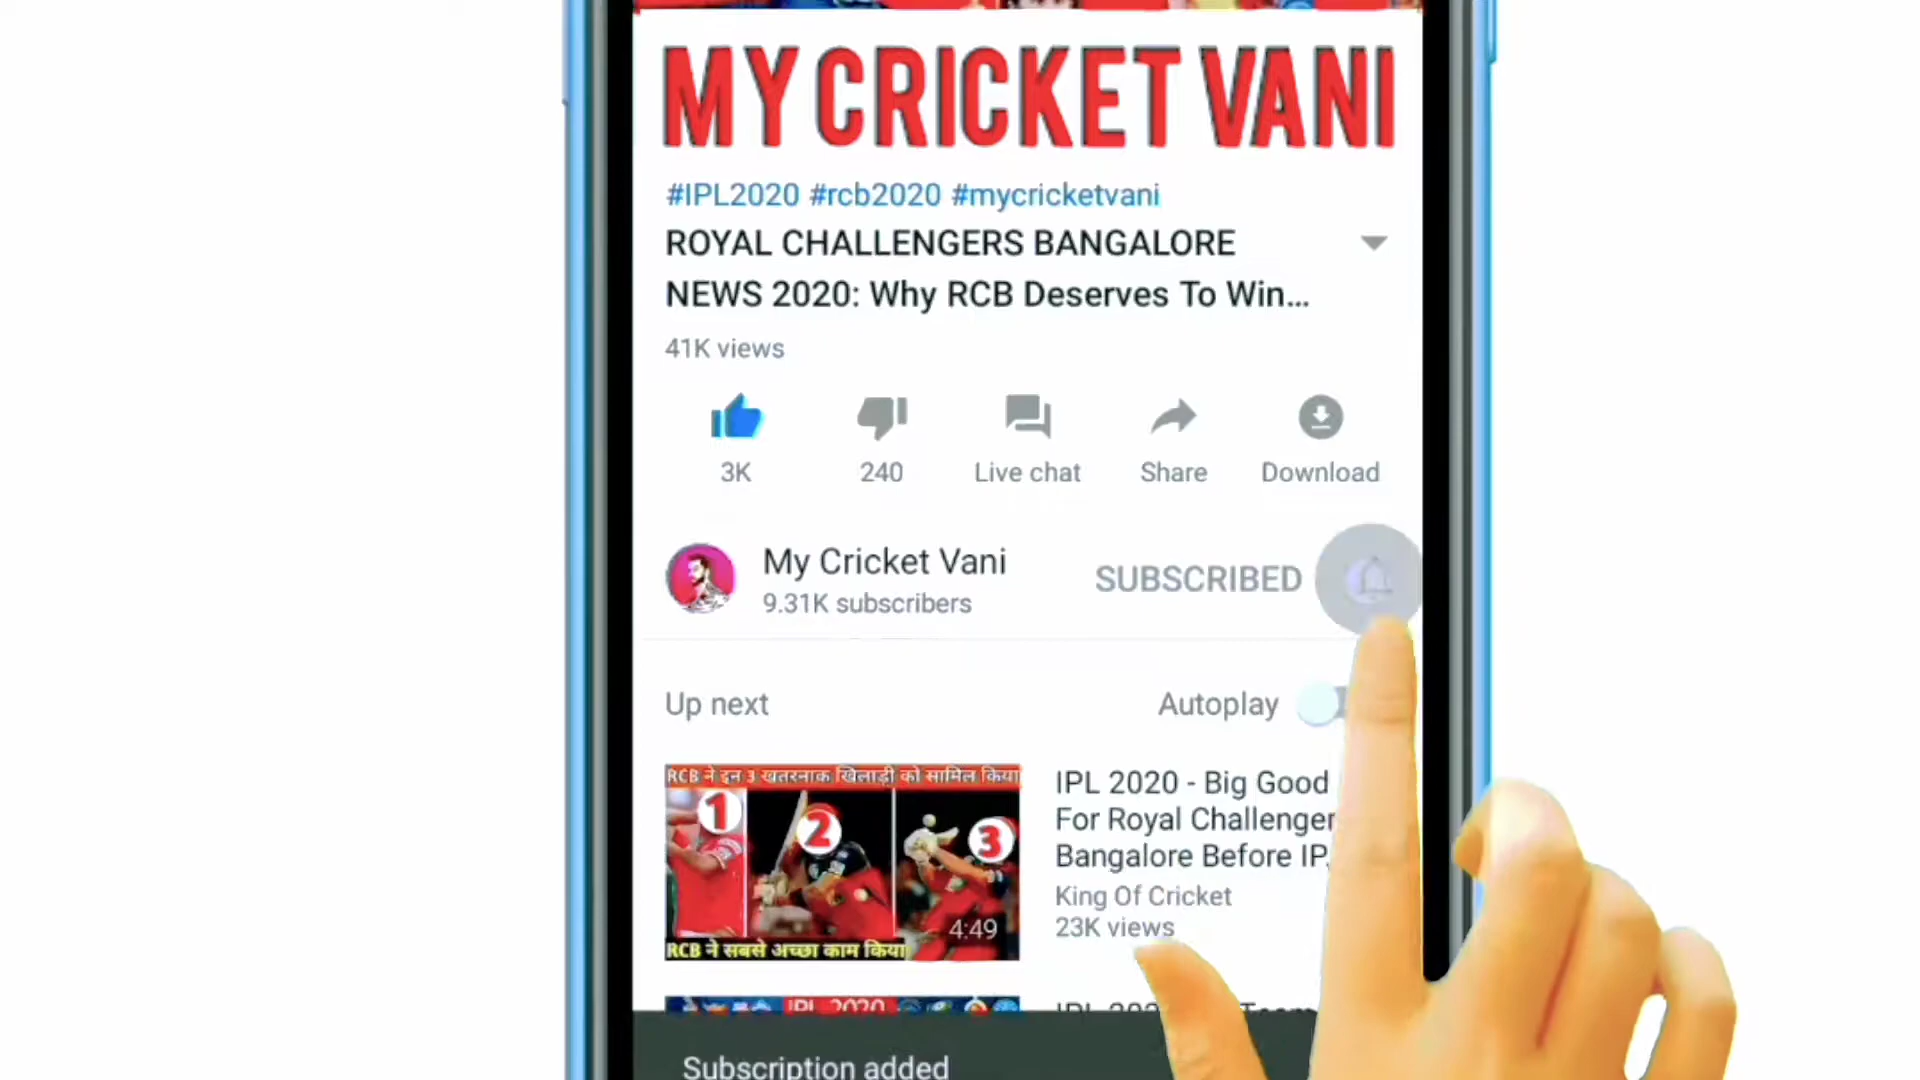 MY CRICKET VANI
#IPL2020 #rcb2020 #mycricketvani
ROYAL CHALLENGERS BANGALORE
NEWS 2020: Why RCB Deserves To Win...
41K views
3K
240
Live chat
Share
Download
My Cricket Vani
9.31K subscribers
SUBSCRIBED
Up next
Autoplay
RCB ने इन 3 खतरनाक खिलाड़ी को सामिल किया
1
2
3
4:49
RCB ने सबसे अच्छा काम किया
IPL 2020 - Big Good
For Royal Challenger
Bangalore Before IP
King Of Cricket
23K views
IPL 2020
Subscription added